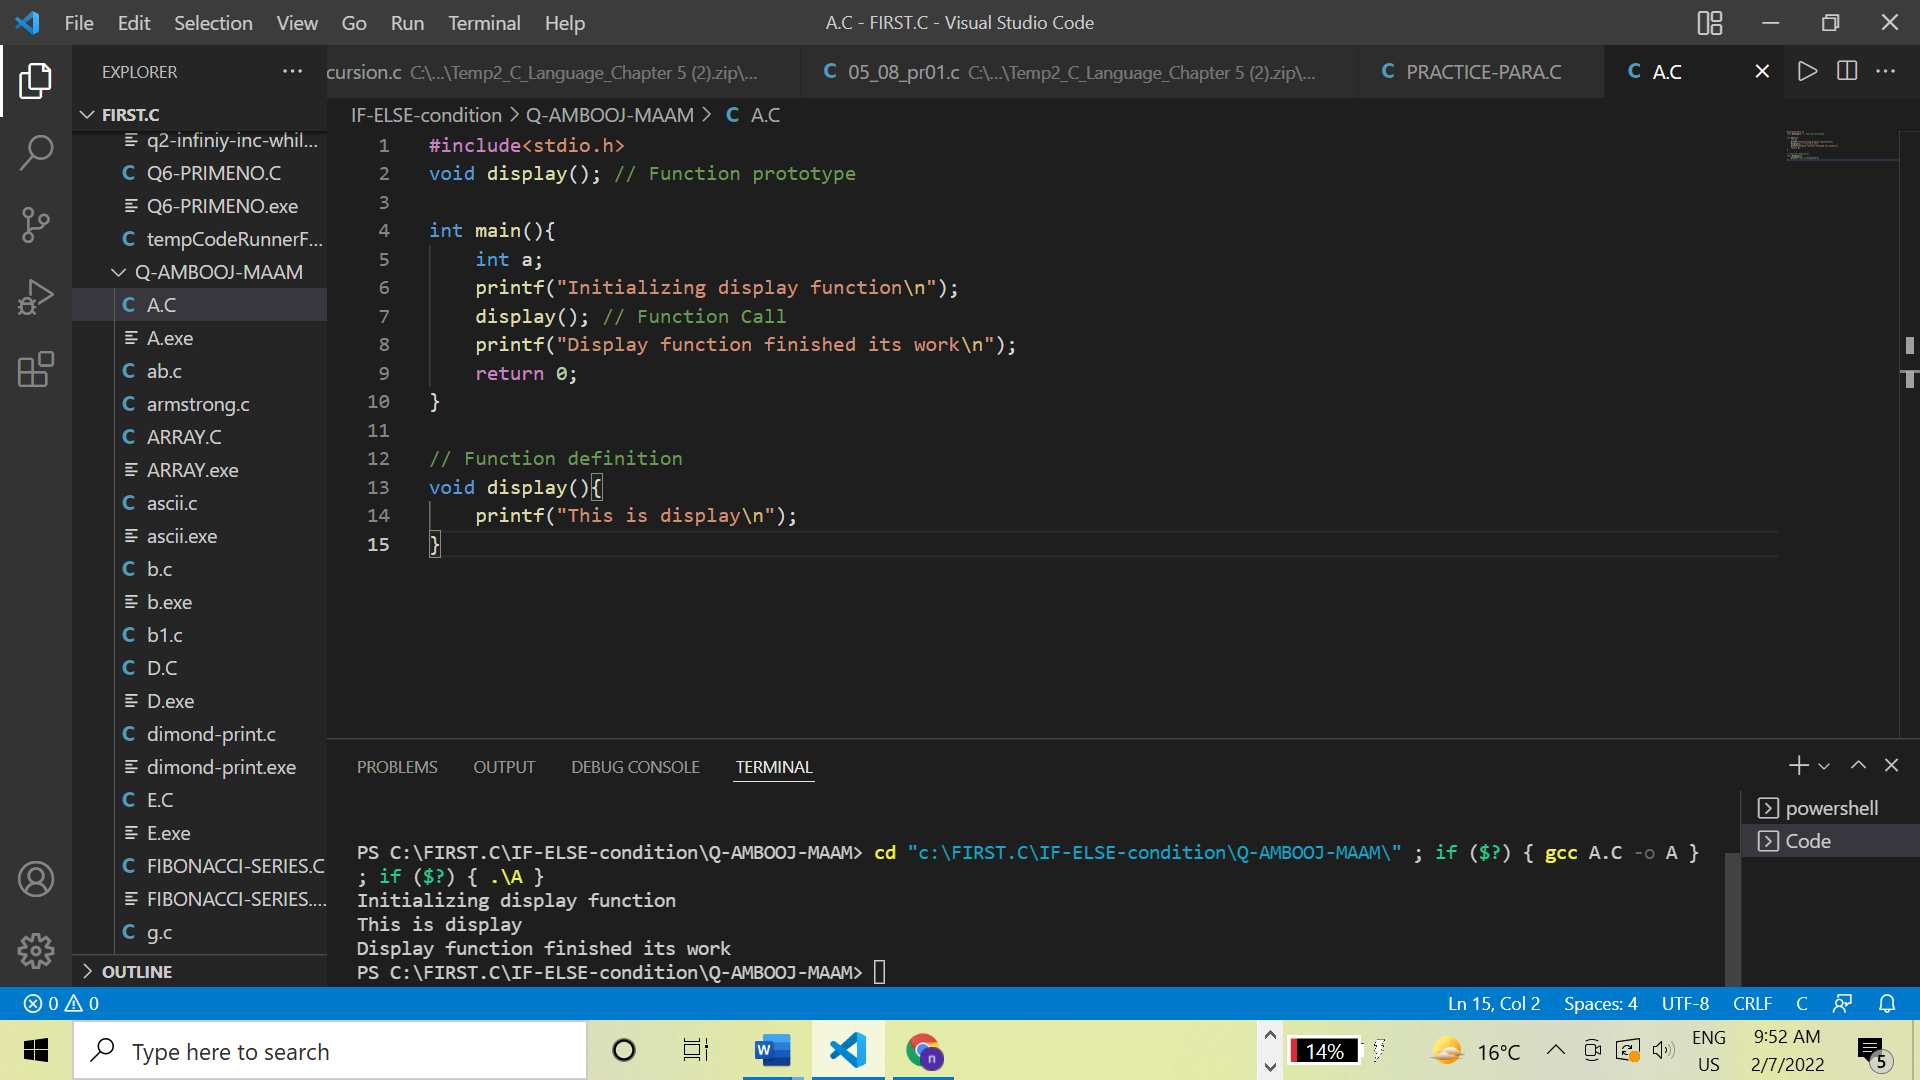 File Edit Selection View Go Run Terminal Help
A.C - FIRST.C - Visual Studio Code
EXPLORER
cursion.c C:\...\Temp2_C_Language_Chapter 5 (2).zip\...
05_08_pr01.c C:\...\Temp2_C_Language_Chapter 5 (2).zip\...
PRACTICE-PARA.C
A.C
FIRST.C
q2-infiniy-inc-whil...
Q6-PRIMENO.C
Q6-PRIMENO.exe
tempCodeRunnerF...
Q-AMBOOJ-MAAM
A.C
A.exe
ab.c
armstrong.c
ARRAY.C
ARRAY.exe
ascii.c
ascii.exe
b.c
b.exe
b1.c
D.C
D.exe
dimond-print.c
dimond-print.exe
E.C
E.exe
FIBONACCI-SERIES.C
FIBONACCI-SERIES....
g.c
OUTLINE
IF-ELSE-condition > Q-AMBOOJ-MAAM > C A.C
1 #include<stdio.h>
2 void display(); // Function prototype
3
4 int main(){
5 int a;
6 printf("Initializing display function\n");
7 display(); // Function Call
8 printf("Display function finished its work\n");
9 return 0;
10 }
11
12 // Function definition
13 void display(){
14 printf("This is display\n");
15 }
PROBLEMS OUTPUT DEBUG CONSOLE TERMINAL
powershell
Code
PS C:\FIRST.C\IF-ELSE-condition\Q-AMBOOJ-MAAM> cd "c:\FIRST.C\IF-ELSE-condition\Q-AMBOOJ-MAAM\" ; if ($?) { gcc A.C -o A }
; if ($?) { .\A }
Initializing display function
This is display
Display function finished its work
PS C:\FIRST.C\IF-ELSE-condition\Q-AMBOOJ-MAAM>
0 0
Ln 15, Col 2 Spaces: 4 UTF-8 CRLF C
Type here to search
14%
16°C
ENG
US
9:52 AM
2/7/2022
5